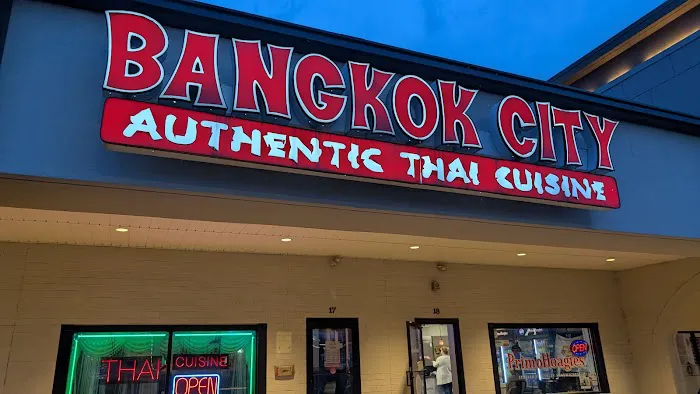 BANGKOK CITY
AUTHENTIC THAI CUISINE
17
18
THAI CUISINE
OPEN
PrimoHoagies
OPEN